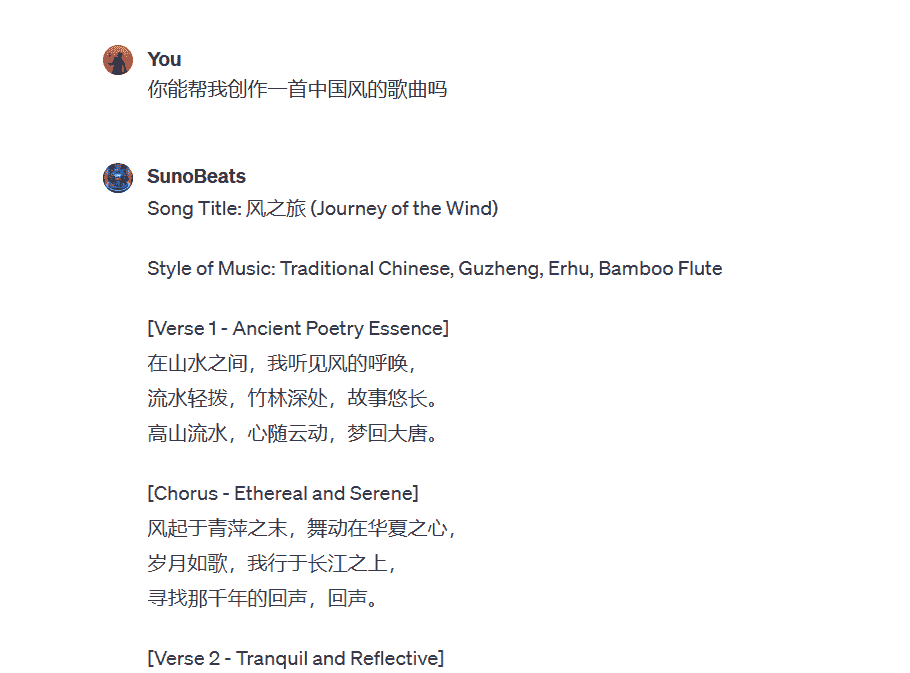 You
你能帮我创作一首中国风的歌曲吗
SunoBeats
Song Title: 风之旅 (Journey of the Wind)
Style of Music: Traditional Chinese, Guzheng, Erhu, Bamboo Flute
[Verse 1 - Ancient Poetry Essence]
在山水之间，我听见风的呼唤，
流水轻拨，竹林深处，故事悠长。
高山流水，心随云动，梦回大唐。
[Chorus - Ethereal and Serene]
风起于青萍之末，舞动在华夏之心，
岁月如歌，我行于长江之上，
寻找那千年的回声，回声。
[Verse 2 - Tranquil and Reflective]